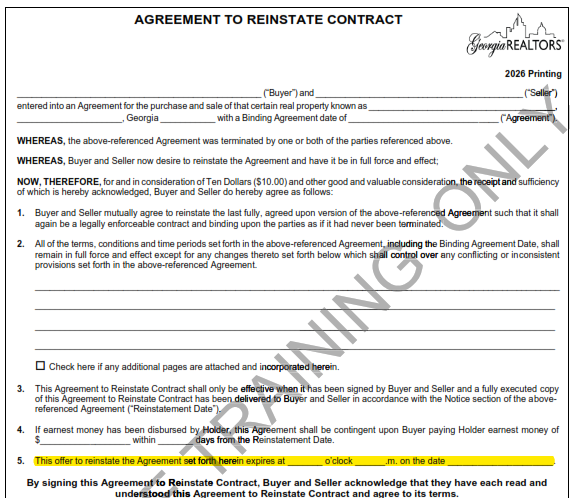 AGREEMENT TO REINSTATE CONTRACT
Georgia REALTORS®
2026 Printing
______________________________ ("Buyer") and ______________________________ ("Seller")
entered into an Agreement for the purchase and sale of that certain real property known as ______________________________,
____________________, Georgia __________ with a Binding Agreement date of ____________________ ("Agreement").
WHEREAS, the above-referenced Agreement was terminated by one or both of the parties referenced above.
WHEREAS, Buyer and Seller now desire to reinstate the Agreement and have it be in full force and effect;
NOW, THEREFORE, for and in consideration of Ten Dollars ($10.00) and other good and valuable consideration, the receipt and sufficiency
of which is hereby acknowledged, Buyer and Seller do hereby agree as follows:
1. Buyer and Seller mutually agree to reinstate the last fully, agreed upon version of the above-referenced Agreement such that it shall
again be a legally enforceable contract and binding upon the parties as if it had never been terminated.
2. All of the terms, conditions and time periods set forth in the above-referenced Agreement, including the Binding Agreement Date, shall
remain in full force and effect except for any changes thereto set forth below which shall control over any conflicting or inconsistent
provisions set forth in the above-referenced Agreement.
☐ Check here if any additional pages are attached and incorporated herein.
3. This Agreement to Reinstate Contract shall only be effective when it has been signed by Buyer and Seller and a fully executed copy
of this Agreement to Reinstate Contract has been delivered to Buyer and Seller in accordance with the Notice section of the above-
referenced Agreement ("Reinstatement Date").
4. If earnest money has been disbursed by Holder, this Agreement shall be contingent upon Buyer paying Holder earnest money of
$__________________ within _______ days from the Reinstatement Date.
5. This offer to reinstate the Agreement set forth herein expires at _______ o'clock ______.m. on the date ____________________.
By signing this Agreement to Reinstate Contract, Buyer and Seller acknowledge that they have each read and
understood this Agreement to Reinstate Contract and agree to its terms.
TRAINING ONLY